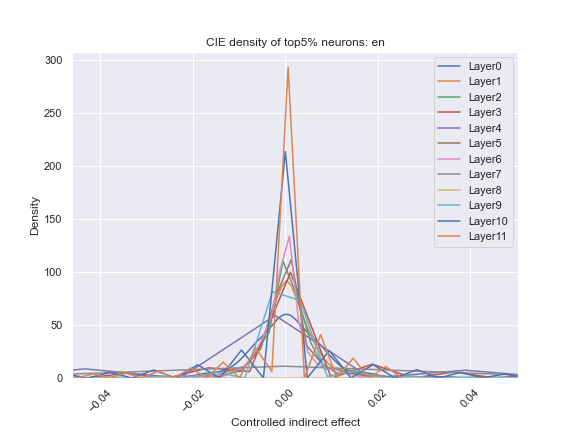 CIE density of top5% neurons: en
300
250
200
150
100
50
0
Density
-0.04
-0.02
0.00
0.02
0.04
Controlled indirect effect
Layer0
Layer1
Layer2
Layer3
Layer4
Layer5
Layer6
Layer7
Layer8
Layer9
Layer10
Layer11